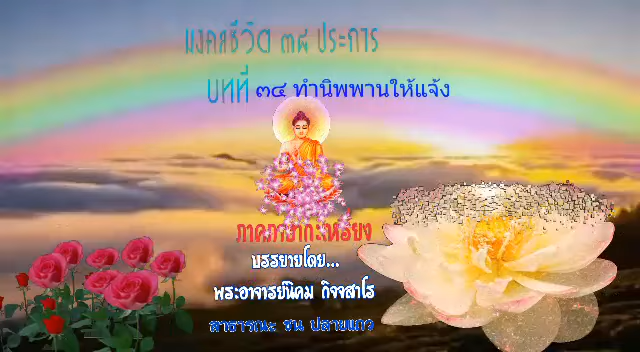 มงคลชีวิต ๓๘ ประการ
บทที่ ๓๔ ทำนิพพานให้แจ้ง
ภาคภาษากะเหรี่ยง
บรรยายโดย...
พระอาจารย์นิคม กิจจสาโร
สาธารณะ ชน ปลายแถว